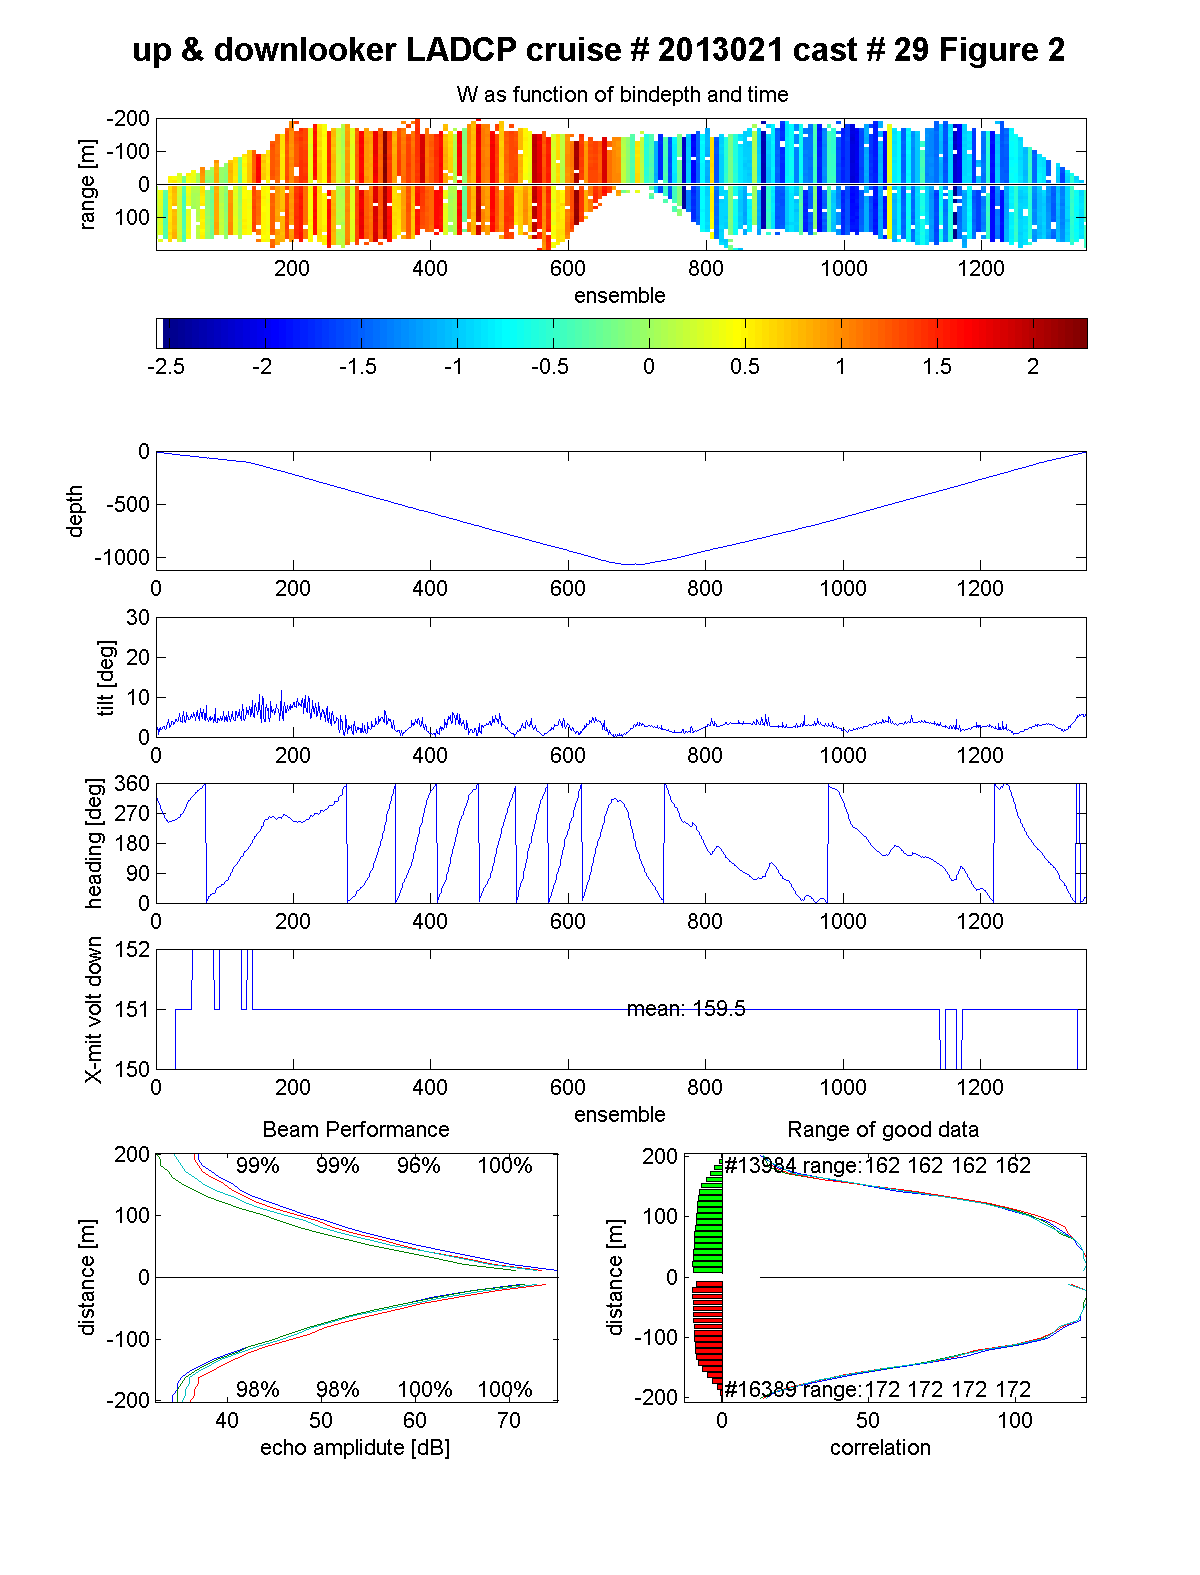 up & downlooker LADCP cruise # 2013021 cast # 29 Figure 2
W as function of bindepth and time
range [m]
-200
-100
0
100
200 400 600 800 1000 1200
ensemble
-2.5 -2 -1.5 -1 -0.5 0 0.5 1 1.5 2
depth
0
-500
-1000
0 200 400 600 800 1000 1200
tilt [deg]
30
20
10
0
0 200 400 600 800 1000 1200
heading [deg]
360
270
180
90
0
0 200 400 600 800 1000 1200
X-mit volt down
152
151
150
mean: 159.5
0 200 400 600 800 1000 1200
ensemble
Beam Performance
distance [m]
200
100
0
-100
-200
99% 99% 96% 100%
98% 98% 100% 100%
40 50 60 70
echo amplidute [dB]
Range of good data
distance [m]
200
100
0
-100
-200
#13984 range:162 162 162 162
#16389 range:172 172 172 172
0 50 100
correlation